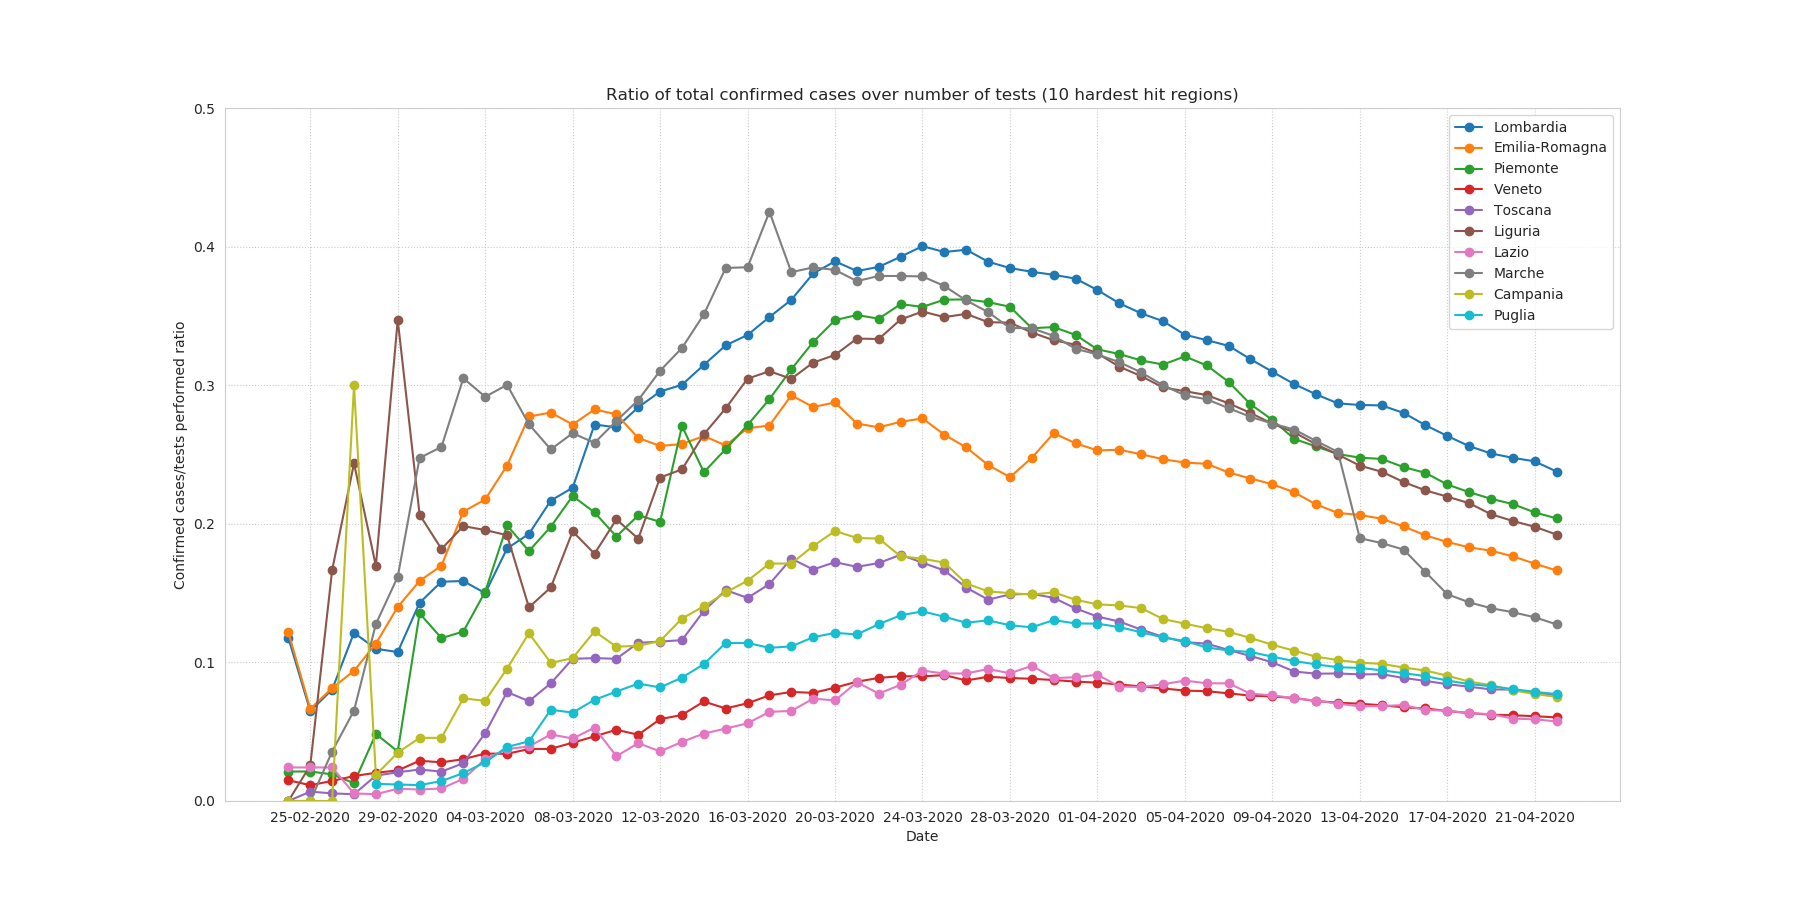 Ratio of total confirmed cases over number of tests (10 hardest hit regions)
0.5
0.4
0.3
0.2
0.1
0.0
Confirmed cases/tests performed ratio
Lombardia
Emilia-Romagna
Piemonte
Veneto
Toscana
Liguria
Lazio
Marche
Campania
Puglia
25-02-2020 29-02-2020 04-03-2020 08-03-2020 12-03-2020 16-03-2020 20-03-2020 24-03-2020 28-03-2020 01-04-2020 05-04-2020 09-04-2020 13-04-2020 17-04-2020 21-04-2020
Date